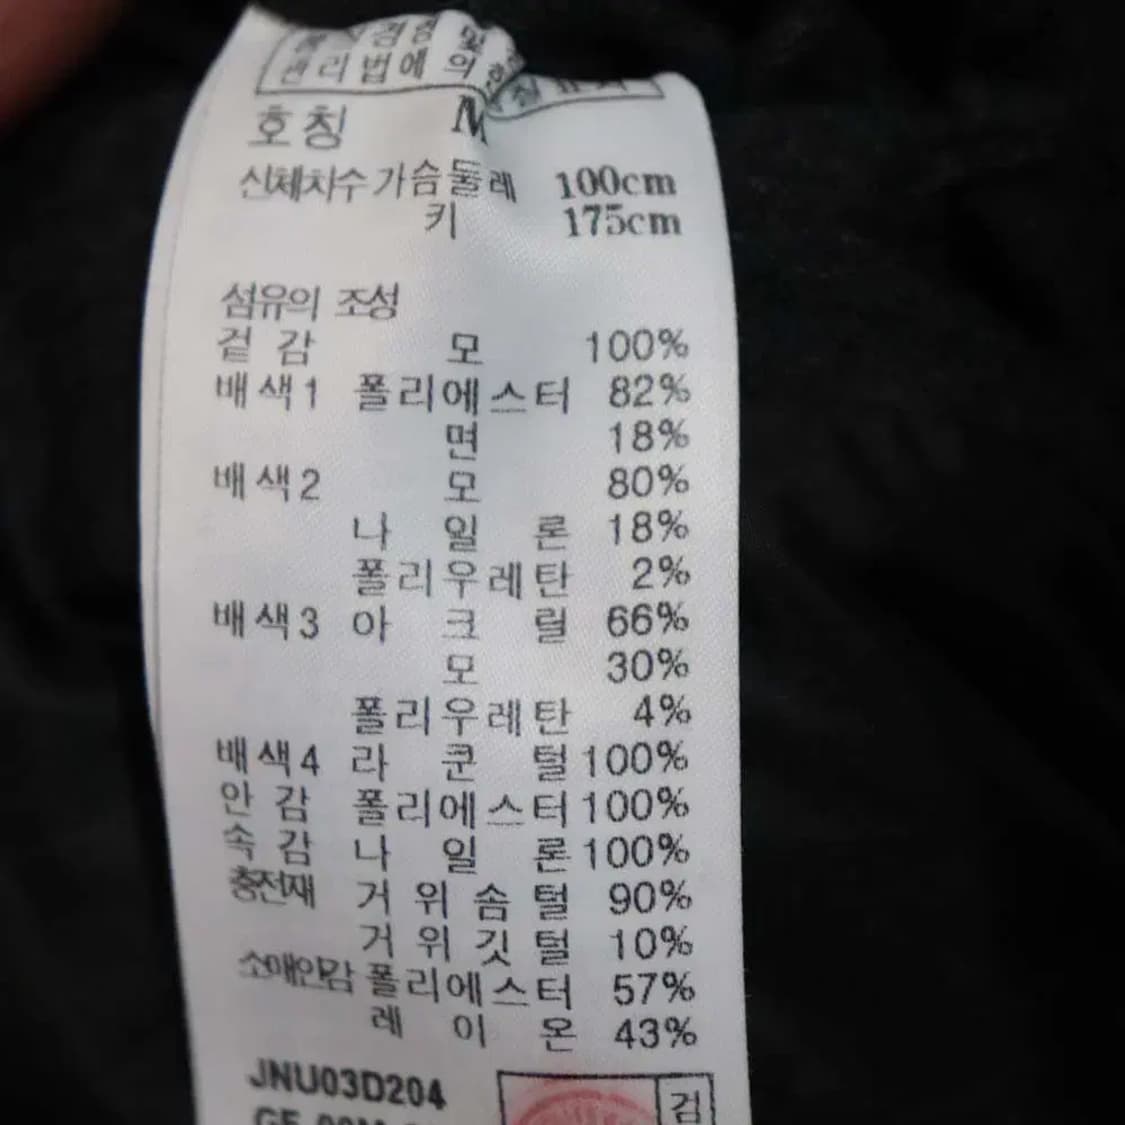 관리법에 의
호칭 M
신체치수 가슴둘레 100cm
키 175cm
섬유의 조성
겉감 모 100%
배색1 폴리에스터 82%
면 18%
배색2 모 80%
나일론 18%
폴리우레탄 2%
배색3 아크릴 66%
모 30%
폴리우레탄 4%
배색4 라쿤털 100%
안감 폴리에스터 100%
속감 나일론 100%
충전재 거위솜털 90%
거위깃털 10%
소매안감 폴리에스터 57%
레이온 43%
JNU03D204
검